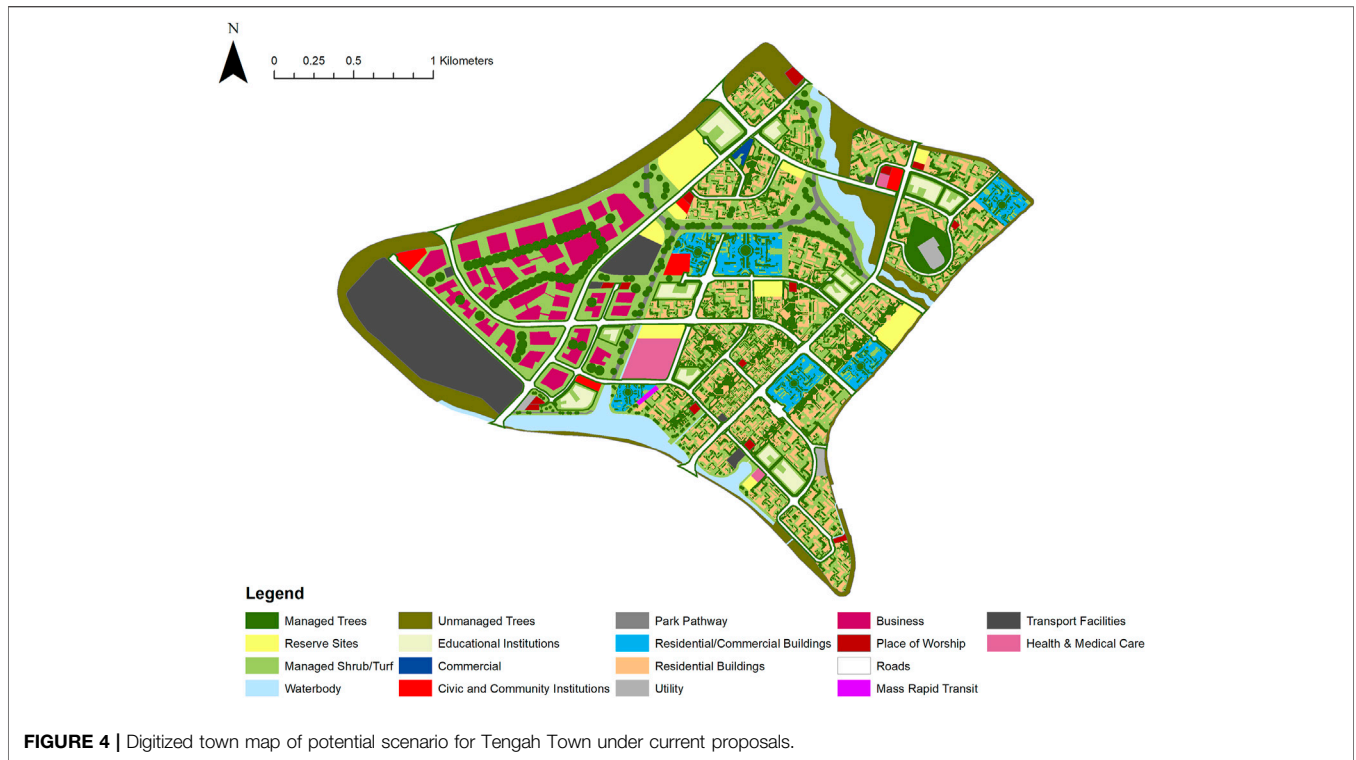 N
0 0.25 0.5 1 Kilometers
Legend
Managed Trees Unmanaged Trees Park Pathway Business Transport Facilities
Reserve Sites Educational Institutions Residential/Commercial Buildings Place of Worship Health & Medical Care
Managed Shrub/Turf Commercial Residential Buildings Roads
Waterbody Civic and Community Institutions Utility Mass Rapid Transit
FIGURE 4 | Digitized town map of potential scenario for Tengah Town under current proposals.